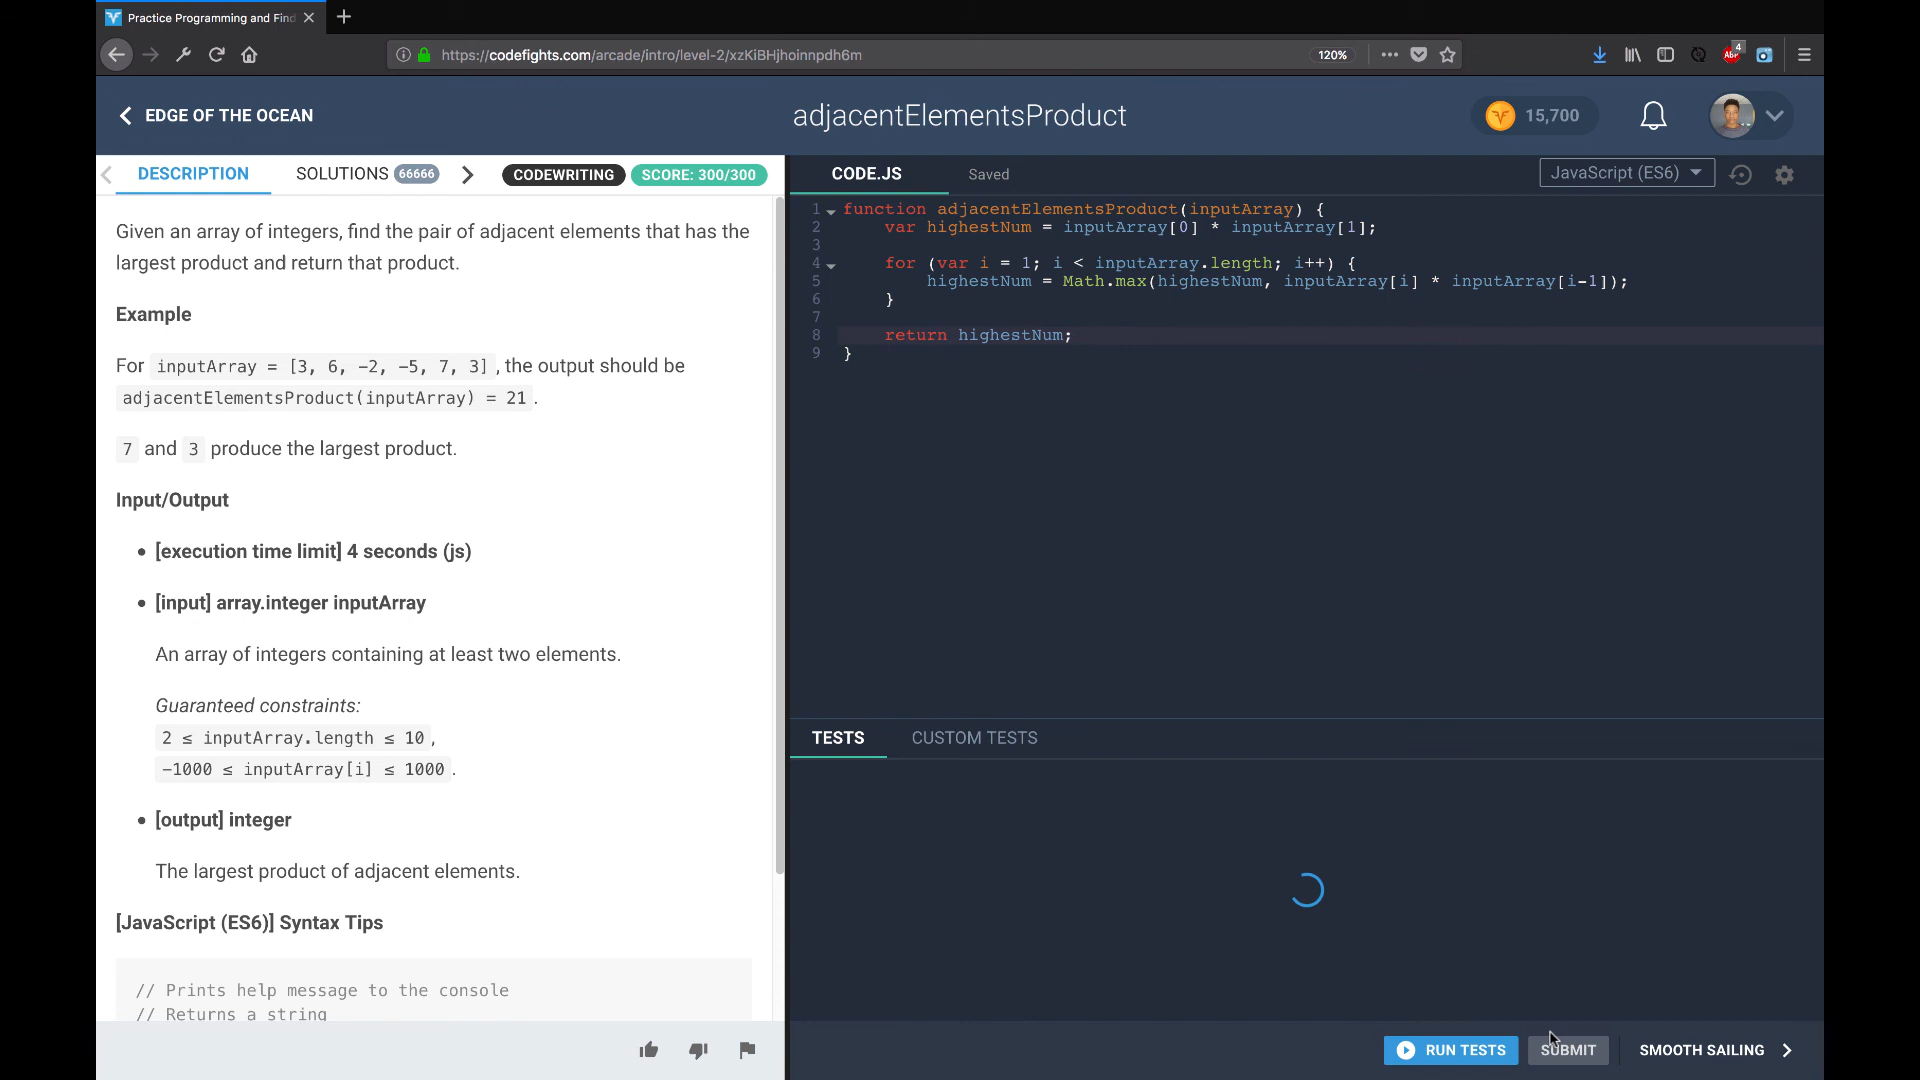 Practice Programming and Find
https://codefights.com/arcade/intro/level-2/xzKiBHjhoinnpdh6m
120%
ABP
4
EDGE OF THE OCEAN
adjacentElementsProduct
15,700
DESCRIPTION
SOLUTIONS 66666
CODEWRITING
SCORE: 300/300
Given an array of integers, find the pair of adjacent elements that has the
largest product and return that product.
Example
For inputArray = [3, 6, -2, -5, 7, 3], the output should be
adjacentElementsProduct(inputArray) = 21.
7 and 3 produce the largest product.
Input/Output
• [execution time limit] 4 seconds (js)
• [input] array.integer inputArray
An array of integers containing at least two elements.
Guaranteed constraints:
2 ≤ inputArray.length ≤ 10,
-1000 ≤ inputArray[i] ≤ 1000.
• [output] integer
The largest product of adjacent elements.
[JavaScript (ES6)] Syntax Tips
// Prints help message to the console
// Returns a string
CODE.JS
Saved
JavaScript (ES6)
1 function adjacentElementsProduct(inputArray) {
2 var highestNum = inputArray[0] * inputArray[1];
3
4 for (var i = 1; i < inputArray.length; i++) {
5 highestNum = Math.max(highestNum, inputArray[i] * inputArray[i-1]);
6 }
7
8 return highestNum;
9 }
TESTS
CUSTOM TESTS
RUN TESTS
SUBMIT
SMOOTH SAILING